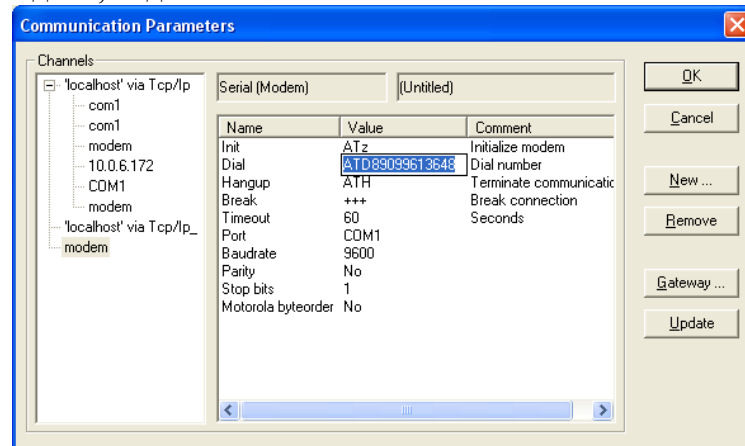 Communication Parameters
Channels
'localhost' via Tcp/Ip
com1
com1
modem
10.0.6.172
COM1
modem
'localhost' via Tcp/Ip_
modem
Serial (Modem) (Untitled)
Name Value Comment
Init ATz Initialize modem
Dial ATD89099613648 Dial number
Hangup ATH Terminate communicatic
Break +++ Break connection
Timeout 60 Seconds
Port COM1
Baudrate 9600
Parity No
Stop bits 1
Motorola byteorder No
OK
Cancel
New ...
Remove
Gateway ...
Update